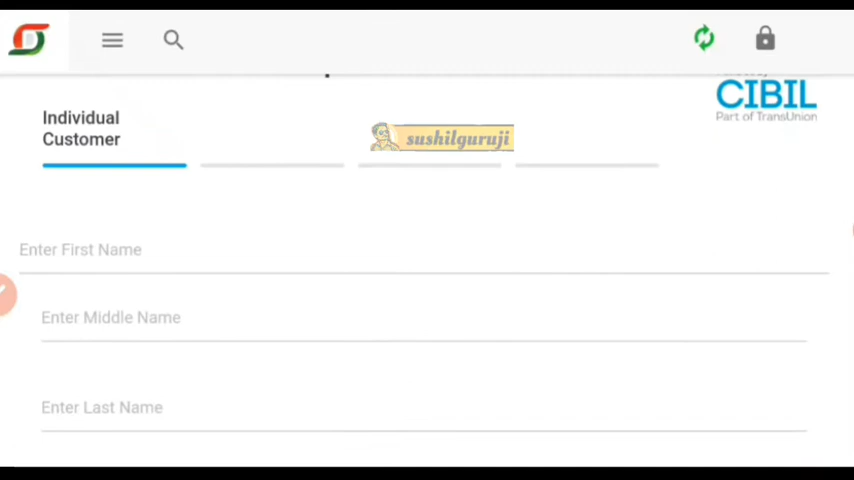 Individual
Customer
sushilguruji
CIBIL
Part of TransUnion
Enter First Name
Enter Middle Name
Enter Last Name